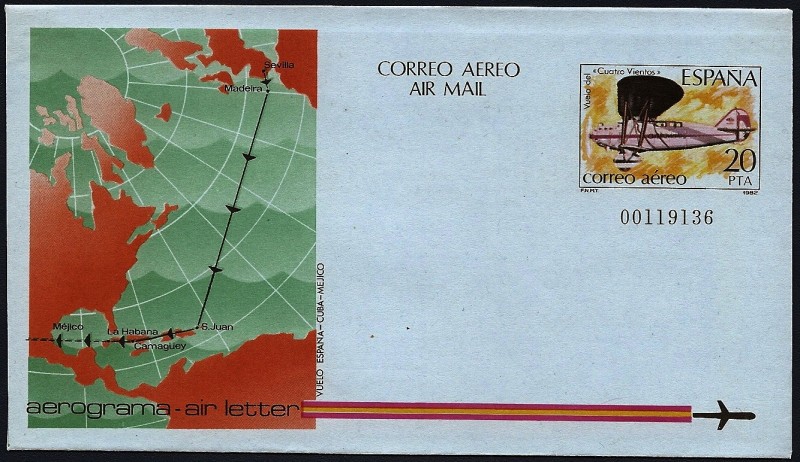 Sevilla
Madeira
Méjico
La Habana
S.Juan
Camagüey
VUELO ESPAÑA-CUBA-MEJICO
aerograma - air letter
CORREO AEREO
AIR MAIL
Vuelo del «Cuatro Vientos»
ESPAÑA
20
PTA
correo aéreo
F.N.M.T.
1982
00119136